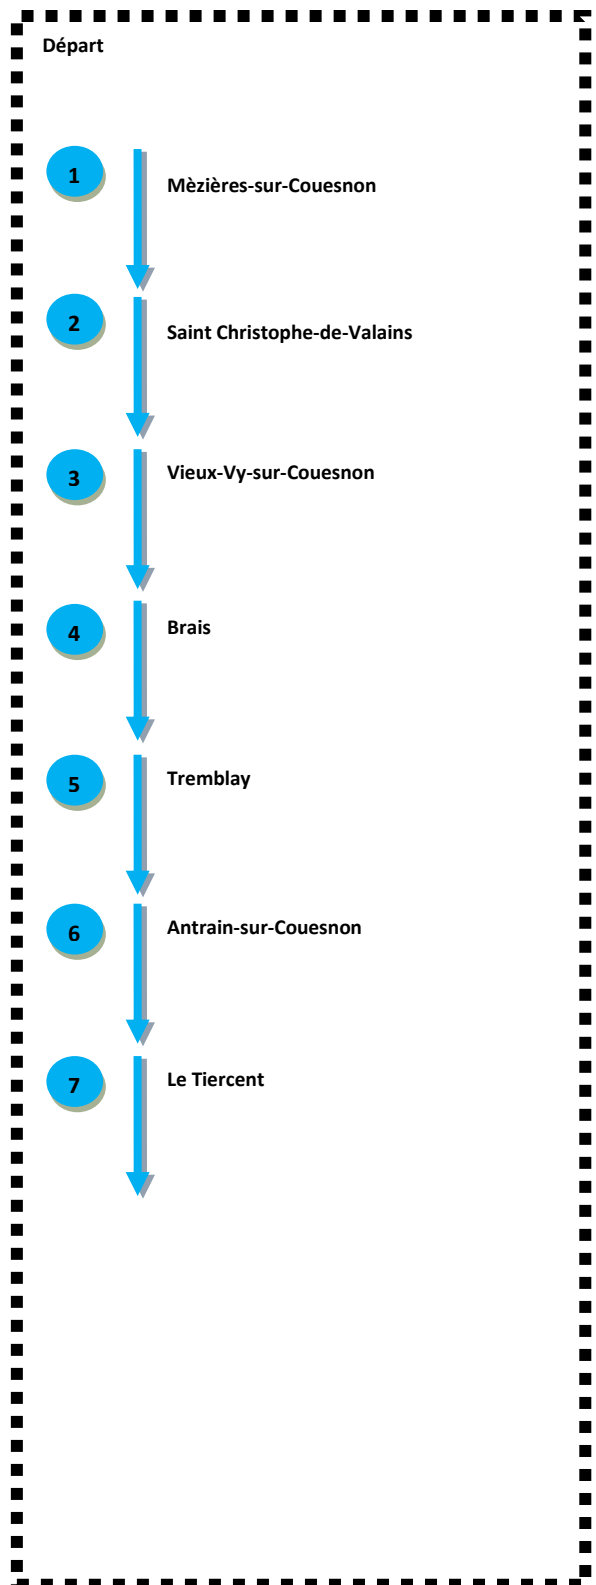 Départ
1
Mèzières-sur-Couesnon
2
Saint Christophe-de-Valains
3
Vieux-Vy-sur-Couesnon
4
Brais
5
Tremblay
6
Antrain-sur-Couesnon
7
Le Tiercent